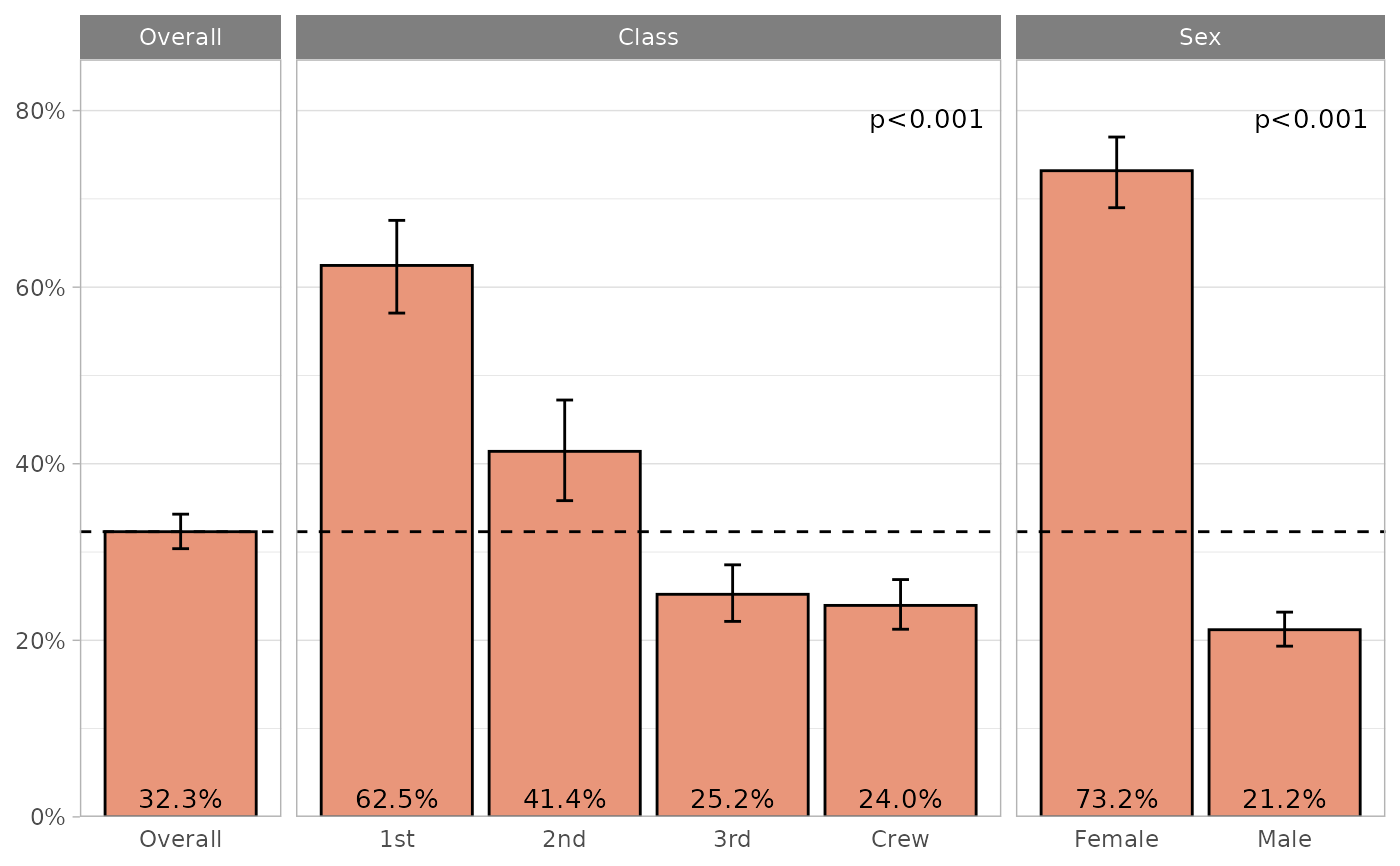 Overall Class Sex
80%
p<0.001 p<0.001
60%
40%
20%
32.3% 62.5% 41.4% 25.2% 24.0% 73.2% 21.2%
0%
Overall 1st 2nd 3rd Crew Female Male